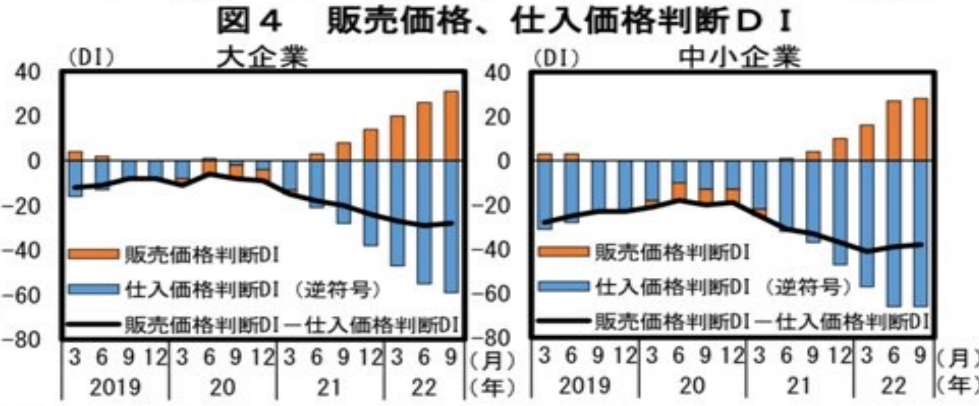 図４　販売価格、仕入価格判断ＤＩ
(DI)　大企業
40
20
0
-20
-40
-60
-80
販売価格判断DI
仕入価格判断DI（逆符号）
販売価格判断DI－仕入価格判断DI
3 6 9 12 3 6 9 12 3 6 9 12 3 6 9 (月)
2019 20 21 22 (年)
(DI)　中小企業
40
20
0
-20
-40
-60
-80
販売価格判断DI
仕入価格判断DI（逆符号）
販売価格判断DI－仕入価格判断DI
3 6 9 12 3 6 9 12 3 6 9 12 3 6 9 (月)
2019 20 21 22 (年)